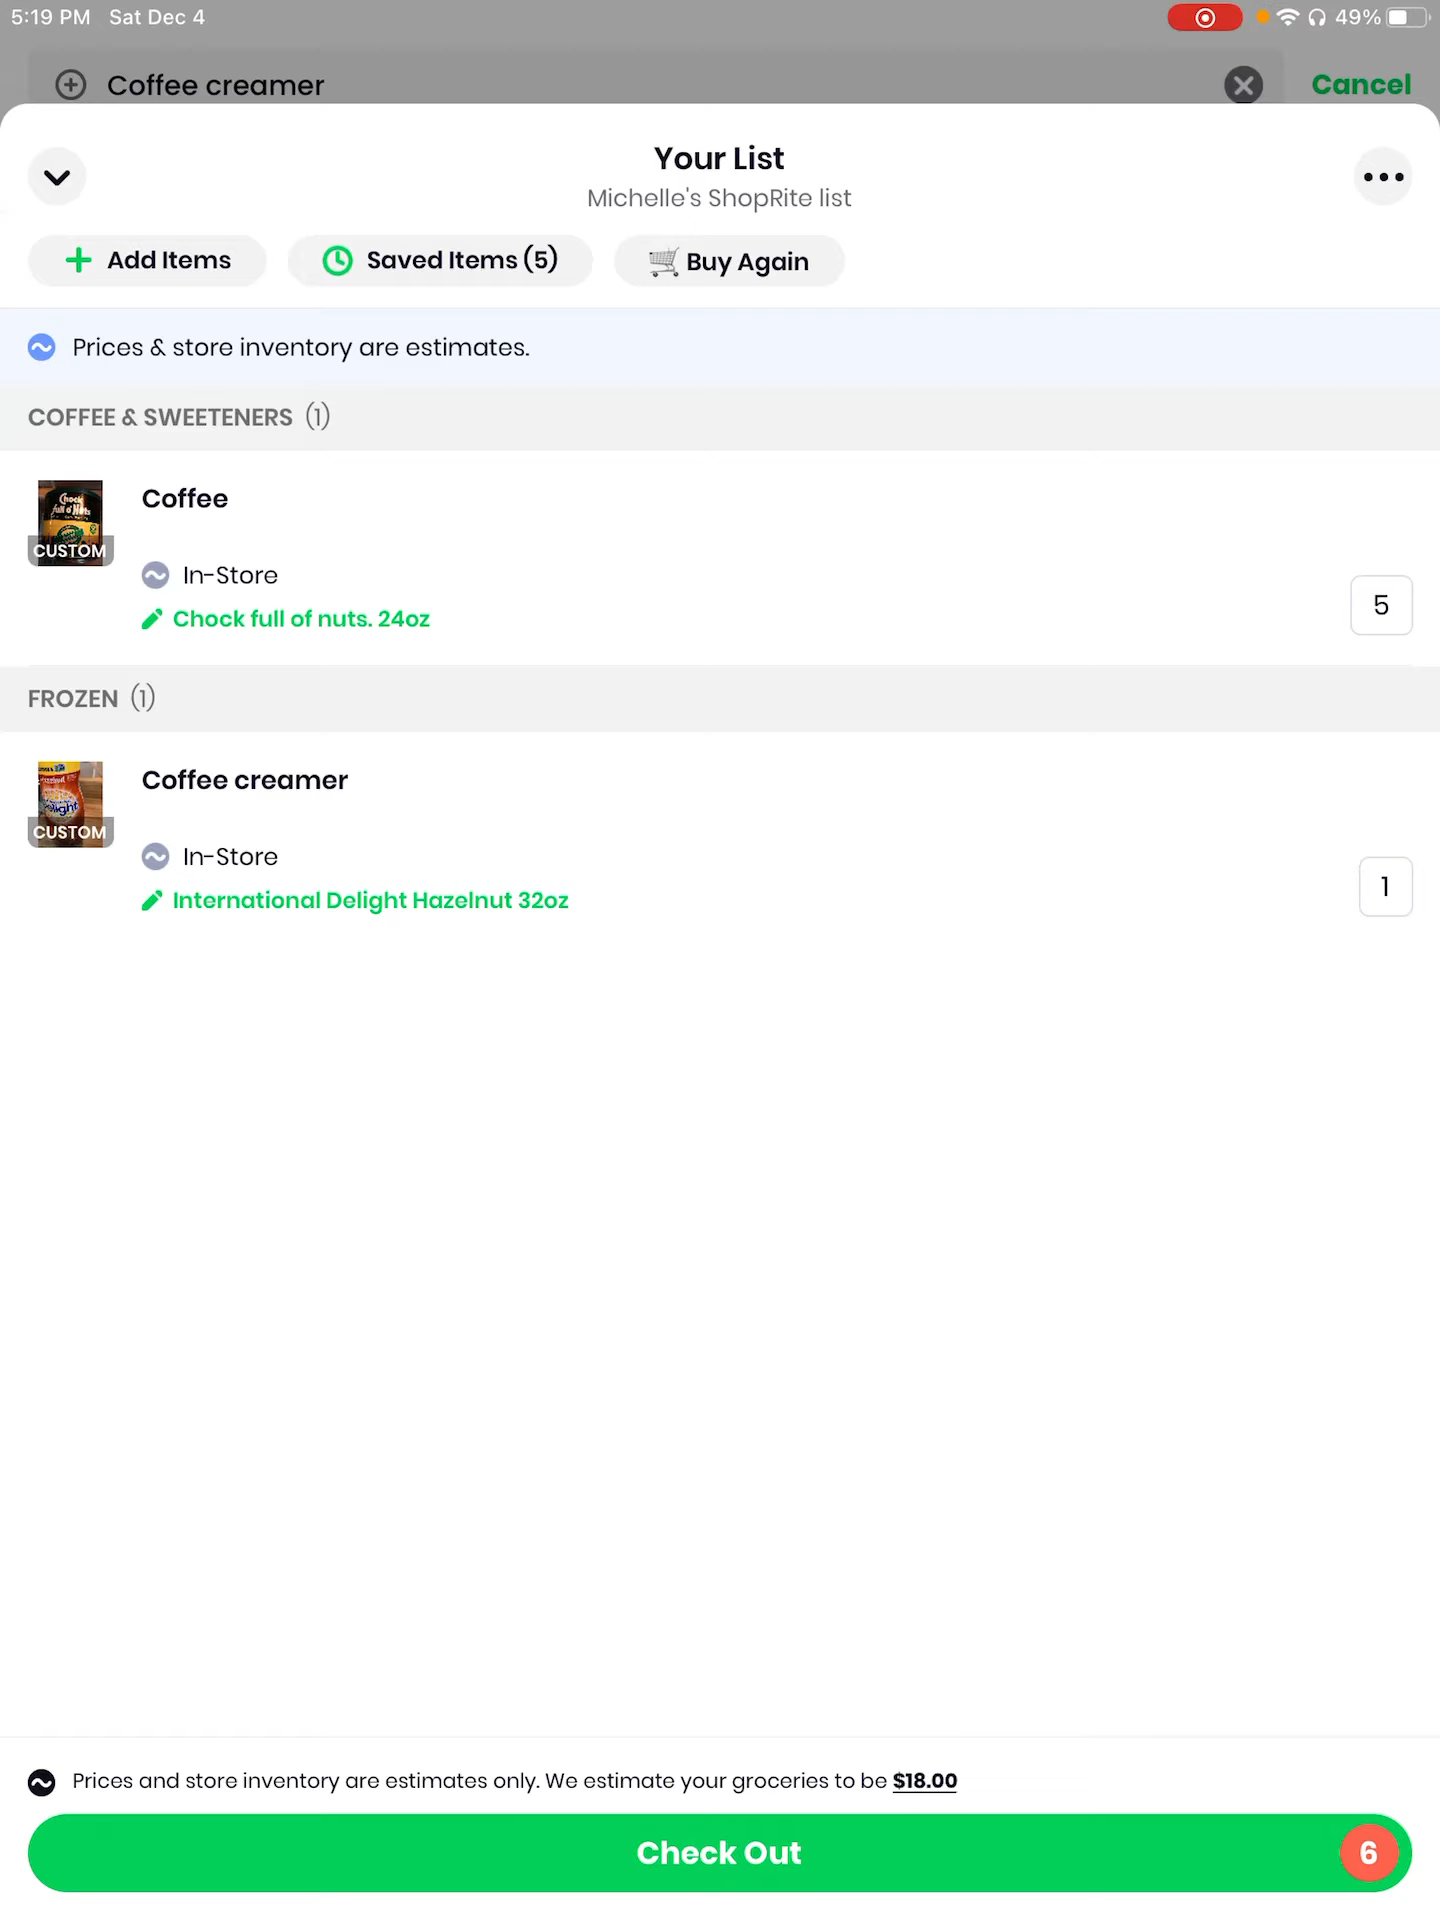 5:19 PM Sat Dec 4
49%
Coffee creamer
Cancel
Your List
Michelle's ShopRite list
Add Items
Saved Items (5)
Buy Again
Prices & store inventory are estimates.
COFFEE & SWEETENERS (1)
Chock
full o' Nuts
CUSTOM
Coffee
In-Store
Chock full of nuts. 24oz
5
FROZEN (1)
CUSTOM
Coffee creamer
In-Store
International Delight Hazelnut 32oz
1
Prices and store inventory are estimates only. We estimate your groceries to be $18.00
Check Out
6